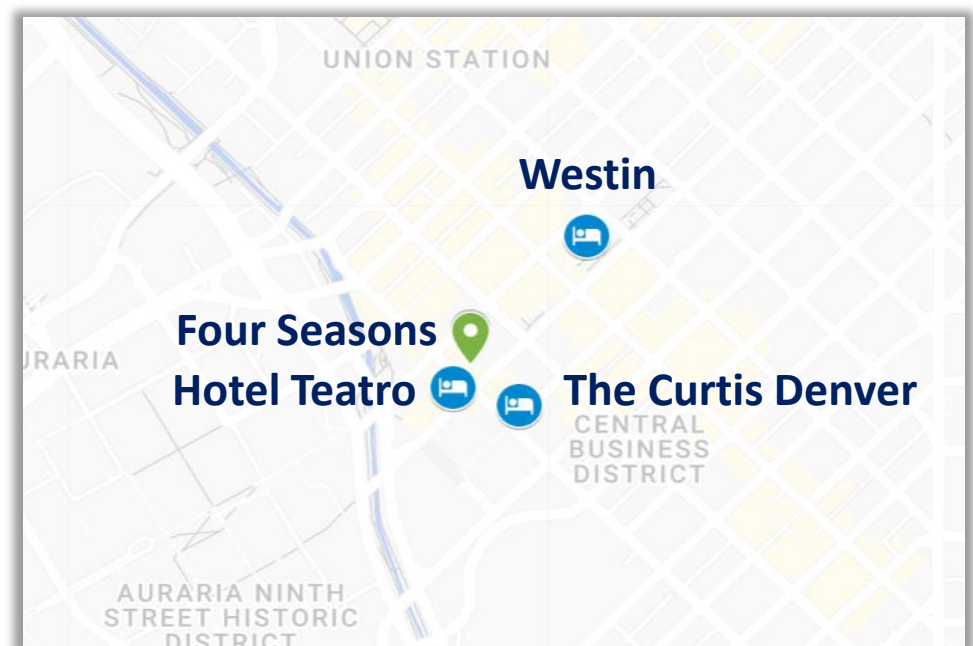 UNION STATION
Westin
Four Seasons
URARIA
Hotel Teatro
The Curtis Denver
CENTRAL
BUSINESS
DISTRICT
AURARIA NINTH
STREET HISTORIC
DISTRICT